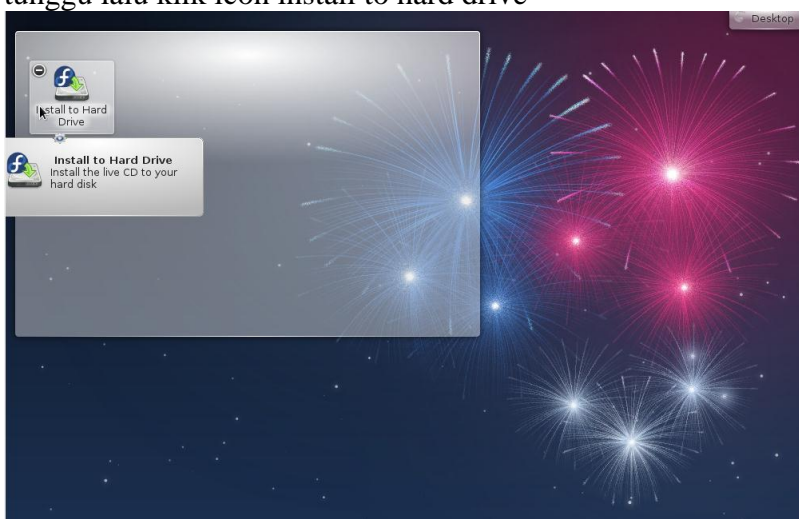 tunggu lalu klik icon install to hard drive
Desktop
Install to Hard
Drive
Install to Hard Drive
Install the live CD to your
hard disk